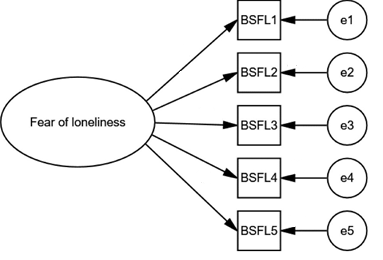 BSFL1 e1
BSFL2 e2
Fear of loneliness BSFL3 e3
BSFL4 e4
BSFL5 e5